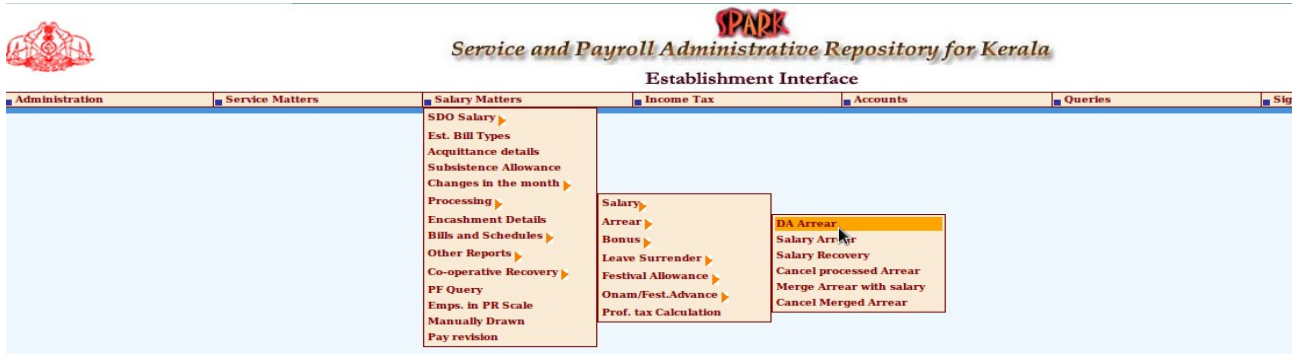 SPARK
Service and Payroll Administrative Repository for Kerala
Establishment Interface
Administration Service Matters Salary Matters Income Tax Accounts Queries Sig
SDO Salary
Est. Bill Types
Acquittance details
Subsistence Allowance
Changes in the month
Processing
Encashment Details
Bills and Schedules
Other Reports
Co-operative Recovery
PF Query
Emps. in PR Scale
Manually Drawn
Pay revision
Salary
Arrear
Bonus
Leave Surrender
Festival Allowance
Onam/Fest.Advance
Prof. tax Calculation
DA Arrear
Salary Arrear
Salary Recovery
Cancel processed Arrear
Merge Arrear with salary
Cancel Merged Arrear